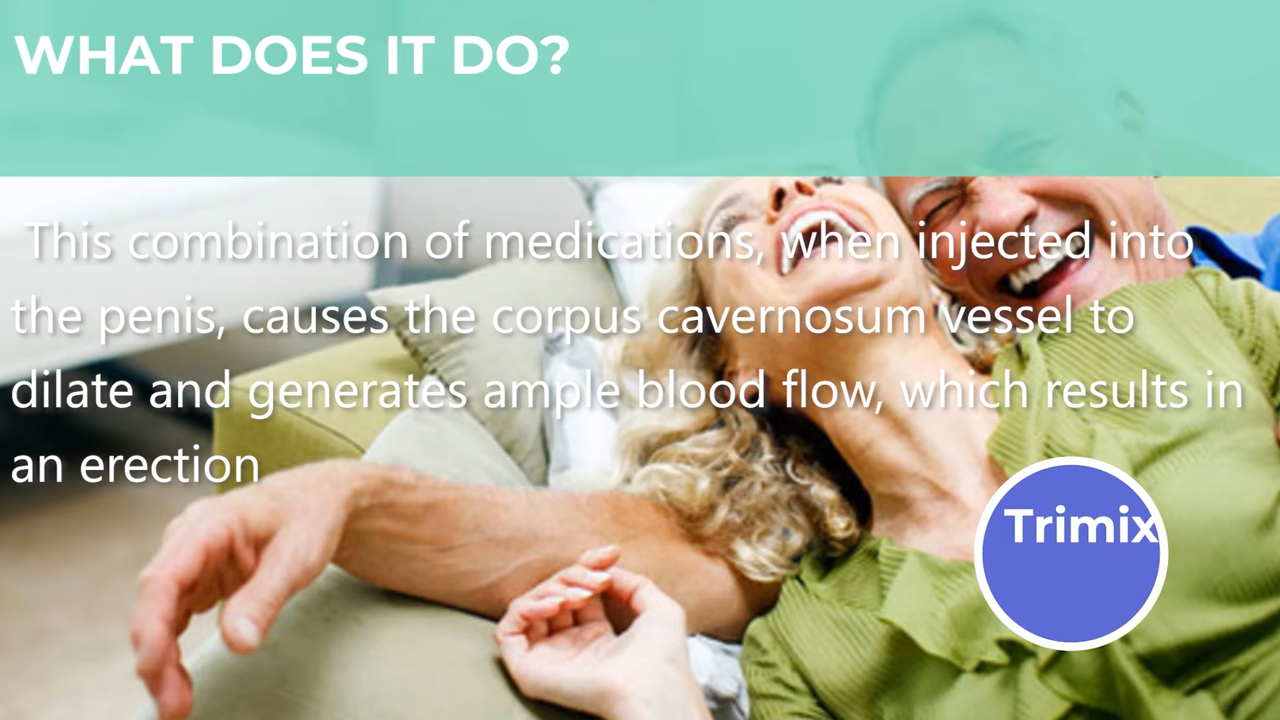 WHAT DOES IT DO?
This combination of medications, when injected into
the penis, causes the corpus cavernosum vessel to
dilate and generates ample blood flow, which results in
an erection
Trimix